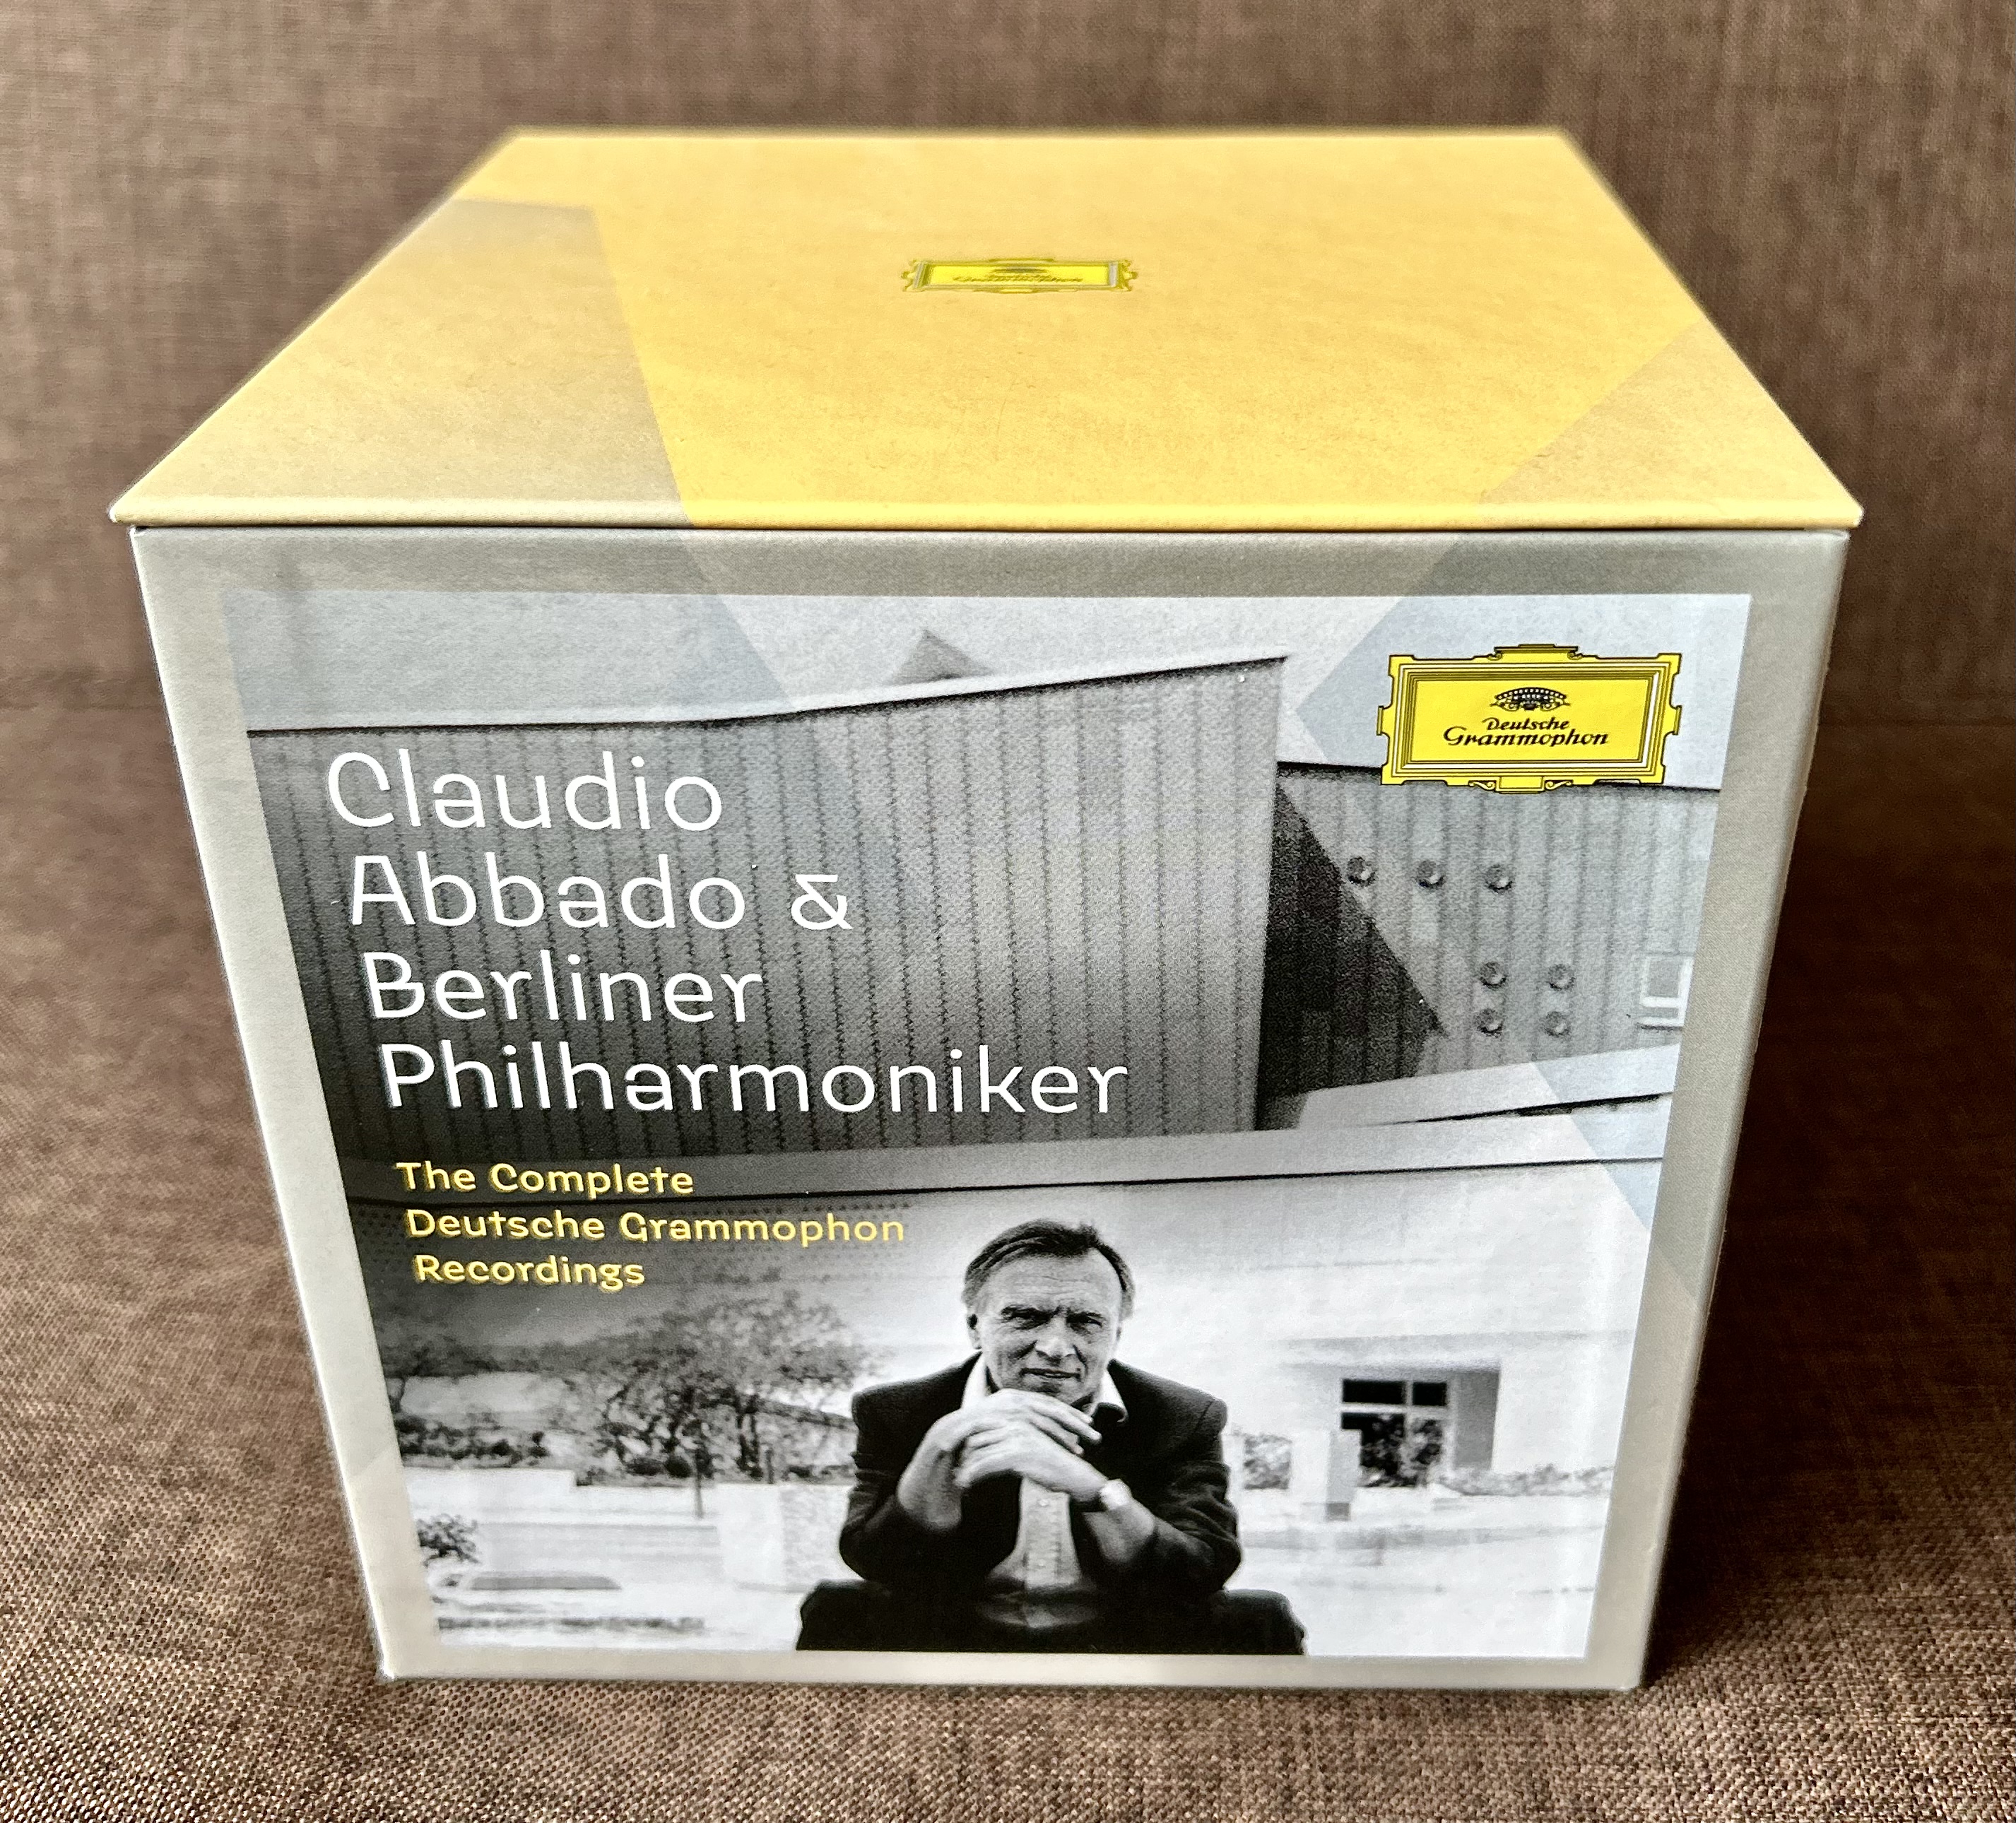 Deutsche
Grammophon
Claudio
Abbado &
Berliner
Philharmoniker
The Complete
Deutsche Grammophon
Recordings